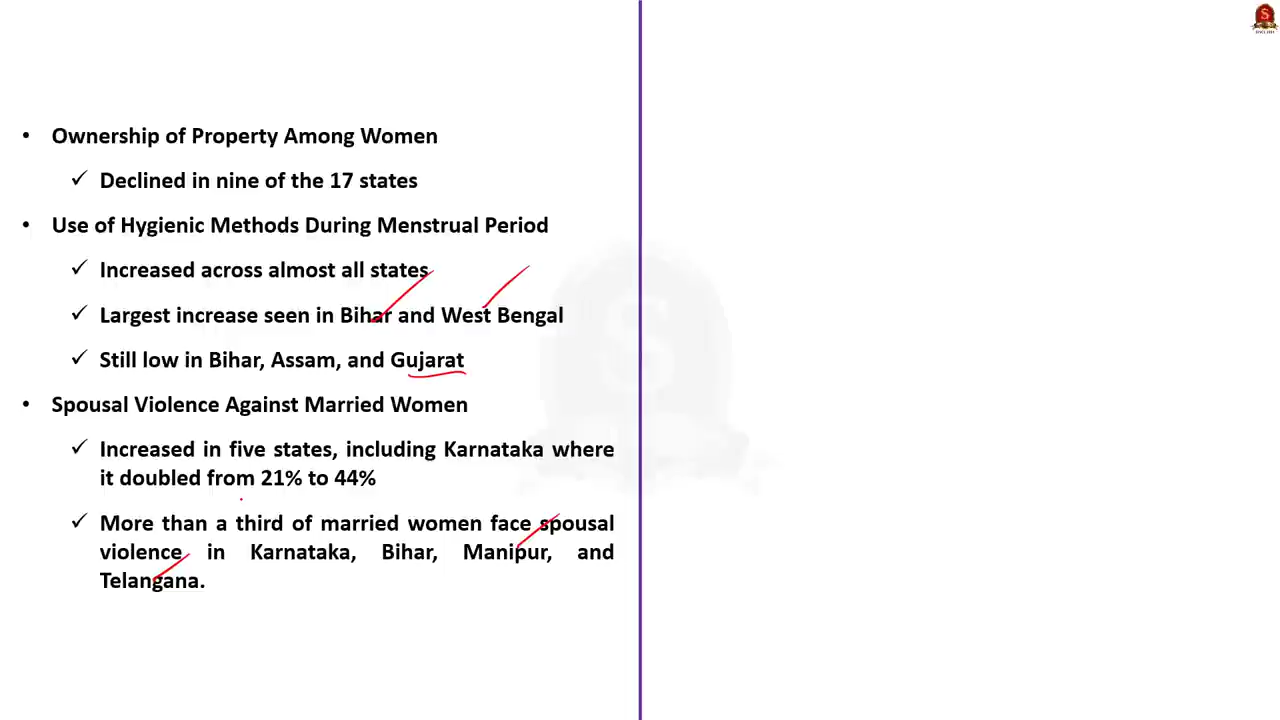 • Ownership of Property Among Women
✓ Declined in nine of the 17 states
• Use of Hygienic Methods During Menstrual Period
✓ Increased across almost all states
✓ Largest increase seen in Bihar and West Bengal
✓ Still low in Bihar, Assam, and Gujarat
• Spousal Violence Against Married Women
✓ Increased in five states, including Karnataka where
it doubled from 21% to 44%
✓ More than a third of married women face spousal
violence in Karnataka, Bihar, Manipur, and
Telangana.
S